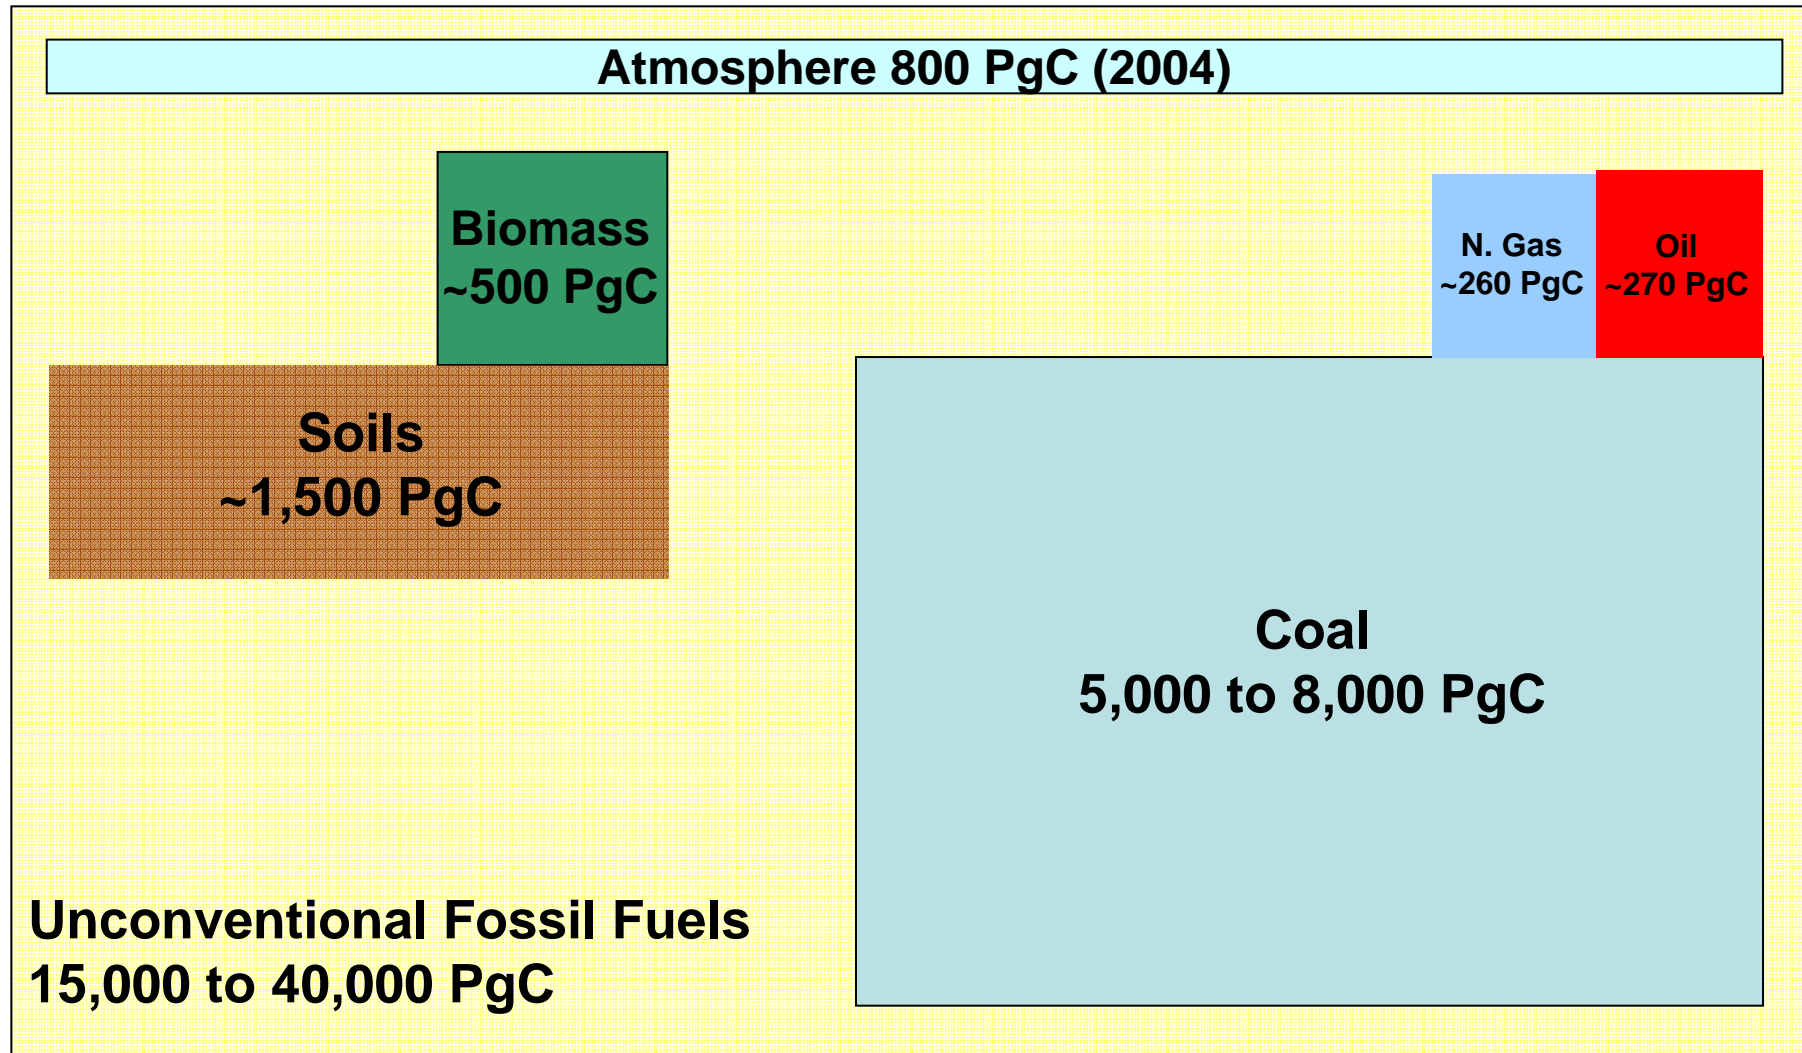 Atmosphere 800 PgC (2004)
Biomass
~500 PgC
N. Gas
~260 PgC
Oil
~270 PgC
Soils
~1,500 PgC
Coal
5,000 to 8,000 PgC
Unconventional Fossil Fuels
15,000 to 40,000 PgC